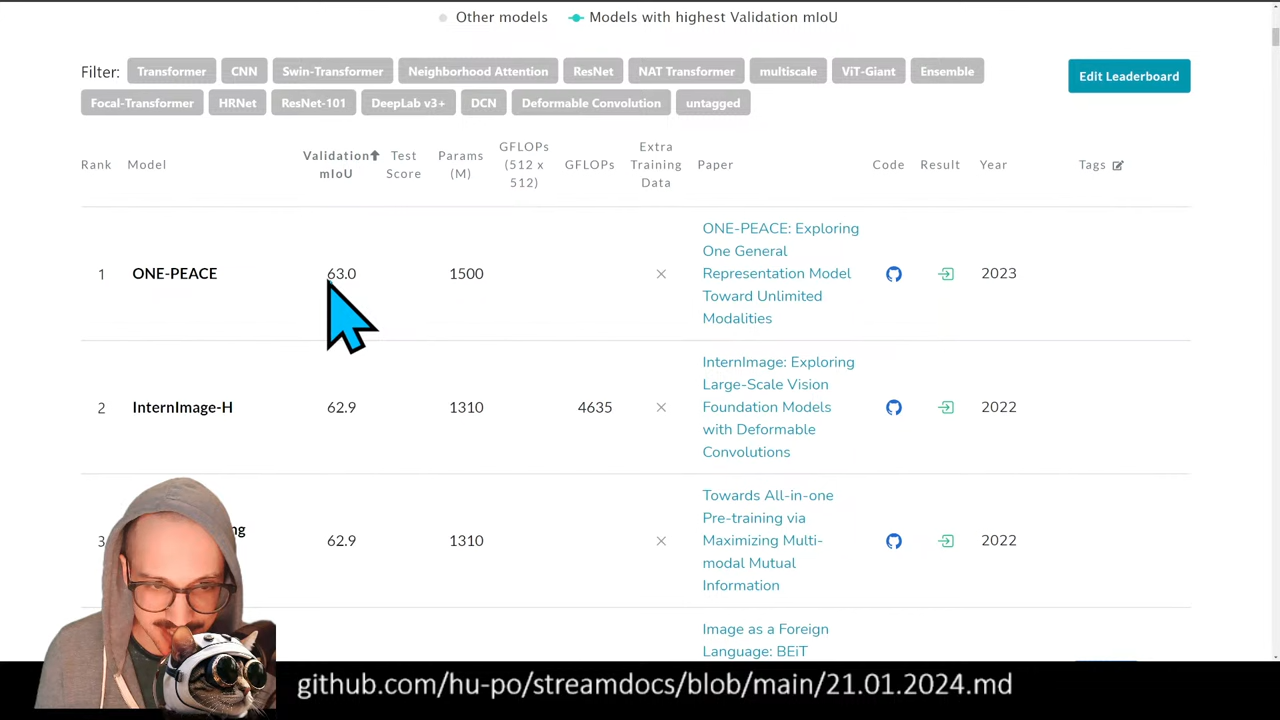 Other models Models with highest Validation mIoU
Filter: Transformer CNN Swin-Transformer Neighborhood Attention ResNet NAT Transformer multiscale ViT-Giant Ensemble Edit Leaderboard
Focal-Transformer HRNet ResNet-101 DeepLab v3+ DCN Deformable Convolution untagged
Rank Model Validation mIoU Test Score Params (M) GFLOPs (512 x 512) GFLOPs Extra Training Data Paper Code Result Year Tags
1 ONE-PEACE 63.0 1500 ONE-PEACE: Exploring
One General
Representation Model
Toward Unlimited
Modalities
2023
2 InternImage-H 62.9 1310 4635 InternImage: Exploring
Large-Scale Vision
Foundation Models
with Deformable
Convolutions
2022
3 ng 62.9 1310 Towards All-in-one
Pre-training via
Maximizing Multi-
modal Mutual
Information
2022
Image as a Foreign
Language: BEiT
github.com/hu-po/streamdocs/blob/main/21.01.2024.md